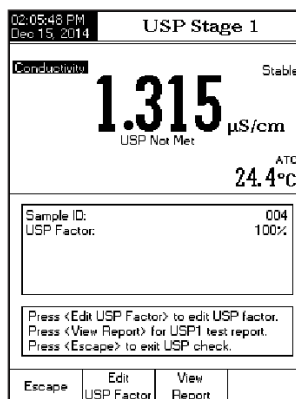 02:05:48 PM
Dec 15, 2014
USP Stage 1
Conductivity
Stable
1.315 µS/cm
USP Not Met
ATC
24.4°C
Sample ID: 004
USP Factor: 100%
Press <Edit USP Factor> to edit USP factor.
Press <View Report> for USP1 test report.
Press <Escape> to exit USP check.
Escape
Edit
USP Factor
View
Report